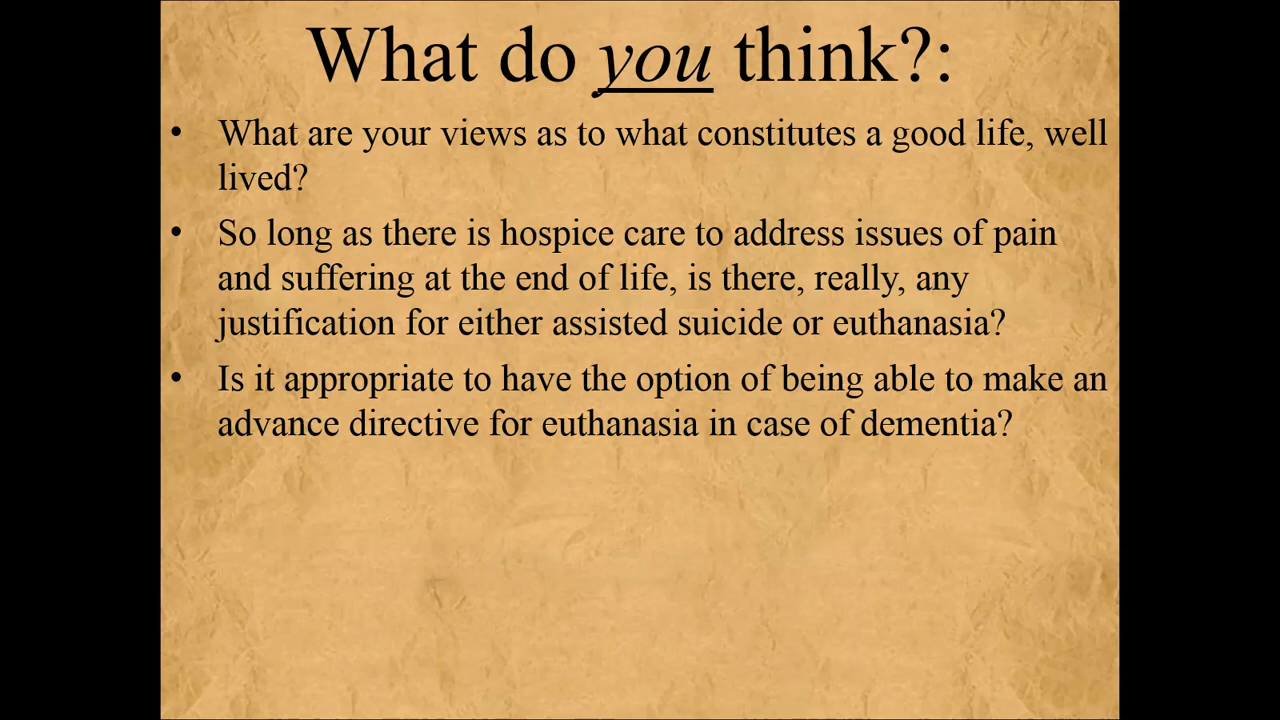 What do you think?:
• What are your views as to what constitutes a good life, well
lived?
• So long as there is hospice care to address issues of pain
and suffering at the end of life, is there, really, any
justification for either assisted suicide or euthanasia?
• Is it appropriate to have the option of being able to make an
advance directive for euthanasia in case of dementia?